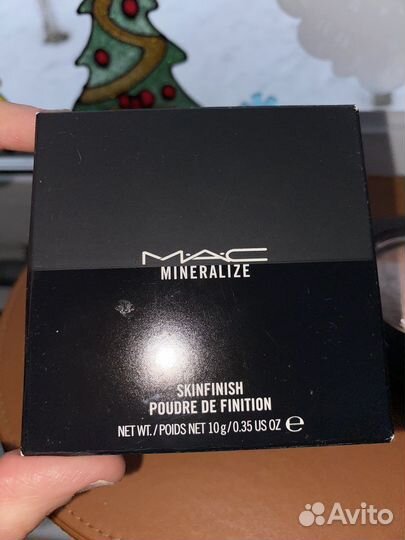 M·A·C
MINERALIZE
SKINFINISH
POUDRE DE FINITION
NET WT./POIDS NET 10 g/0.35 US OZ ℮
Avito